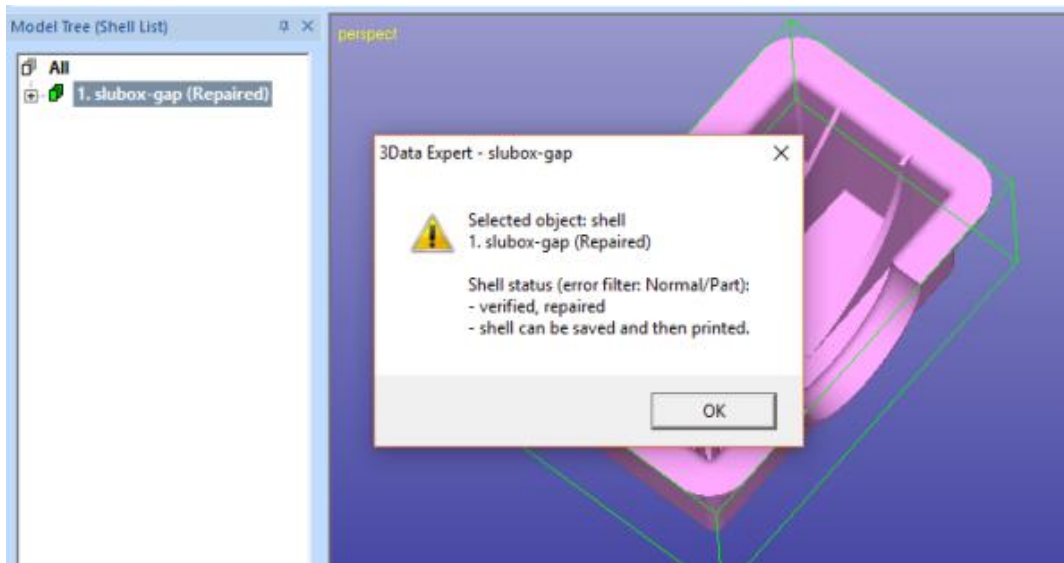 Model Tree (Shell List)
perspect
All
1. slubox-gap (Repaired)
3Data Expert - slubox-gap
Selected object: shell
1. slubox-gap (Repaired)
Shell status (error filter: Normal/Part):
- verified, repaired
- shell can be saved and then printed.
OK